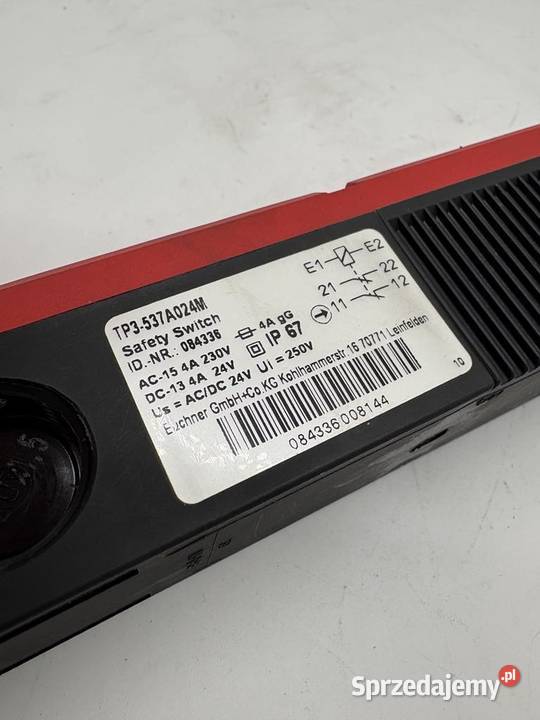 TP3-537A024M
Safety Switch
ID.-NR.: 084336
AC-15 4A 230V
DC-13 4A 24V
Us = AC/DC 24V Ui = 250V
Euchner GmbH+Co.KG Kohlhammerstr.16 70771 Leinfelden
4A gG
IP 67
E1 E2
21 22
11 12
10
084336008144
Sprzedajemy.pl